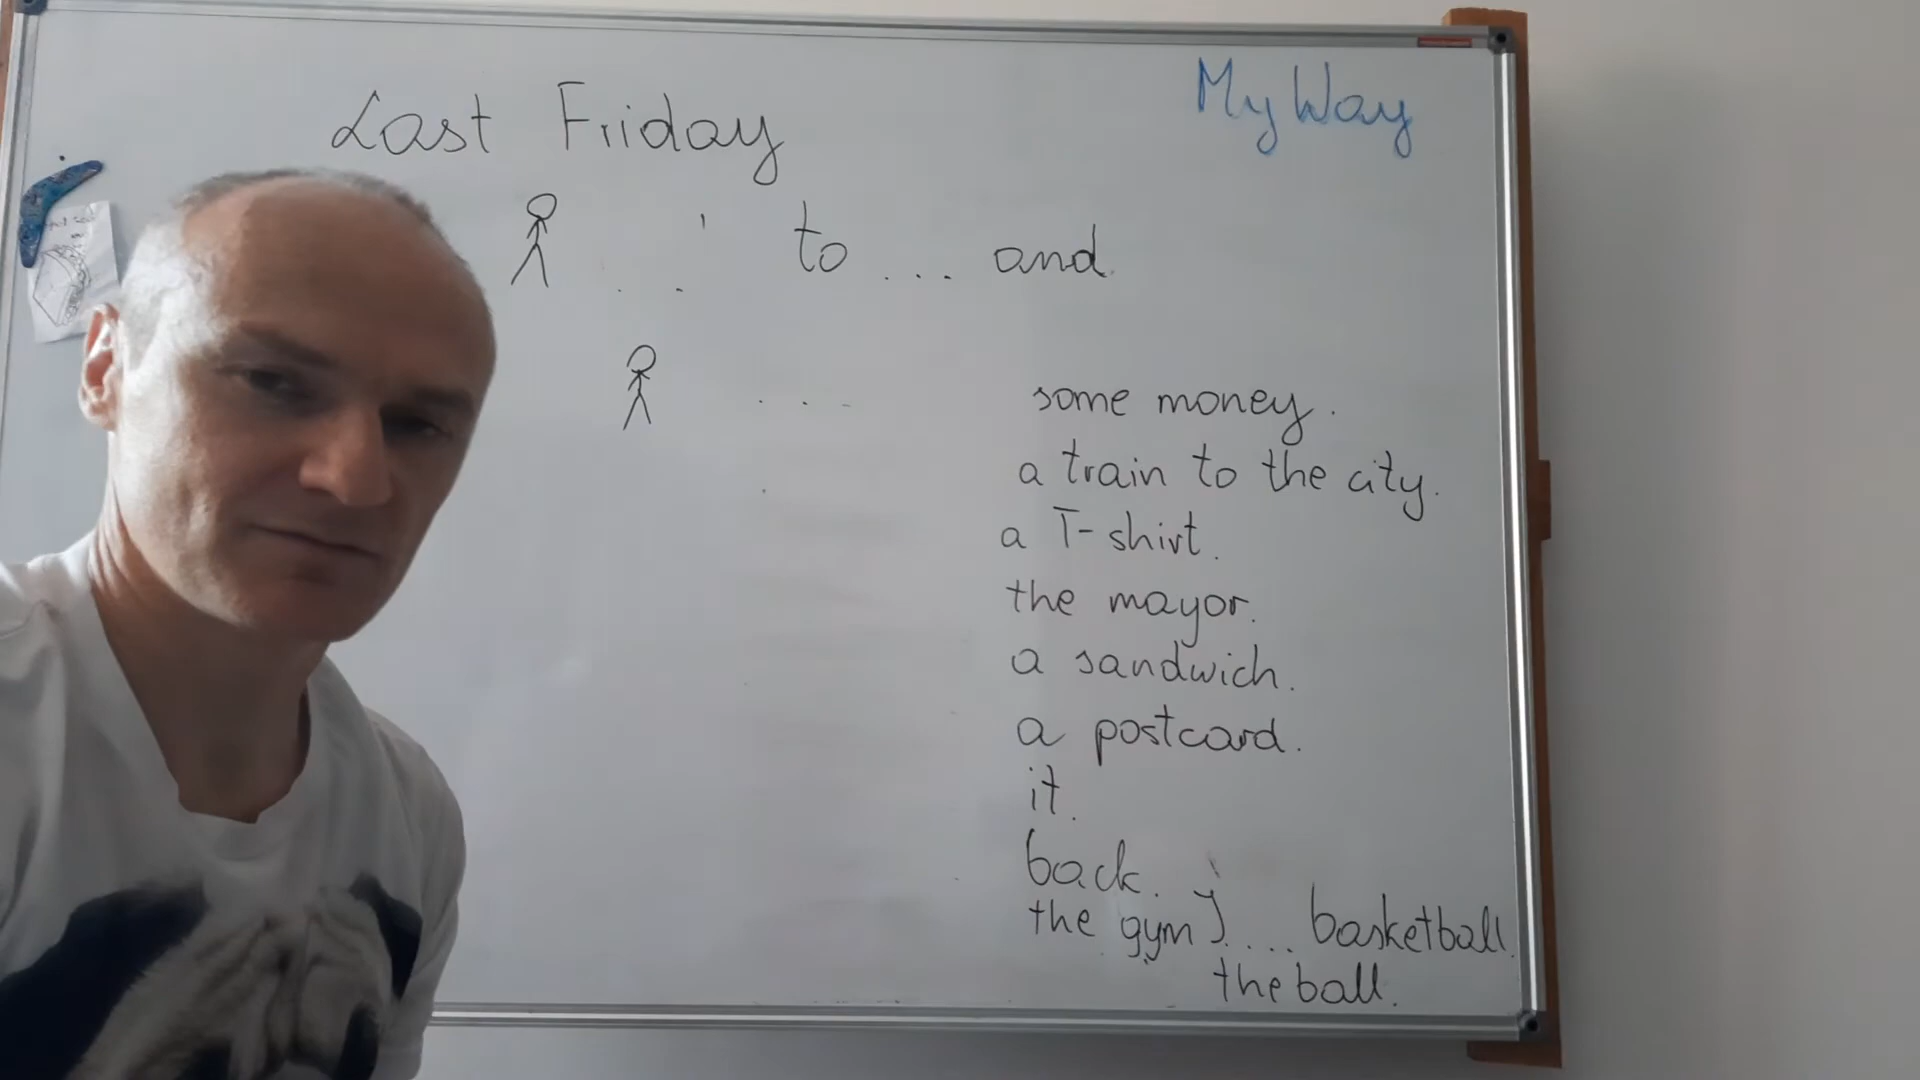 Last Friday
My Way
to ... and
...
some money.
a train to the city.
a T-shirt.
the mayor.
a sandwich.
a postcard.
it.
back.
the gym .... basketball.
the ball.